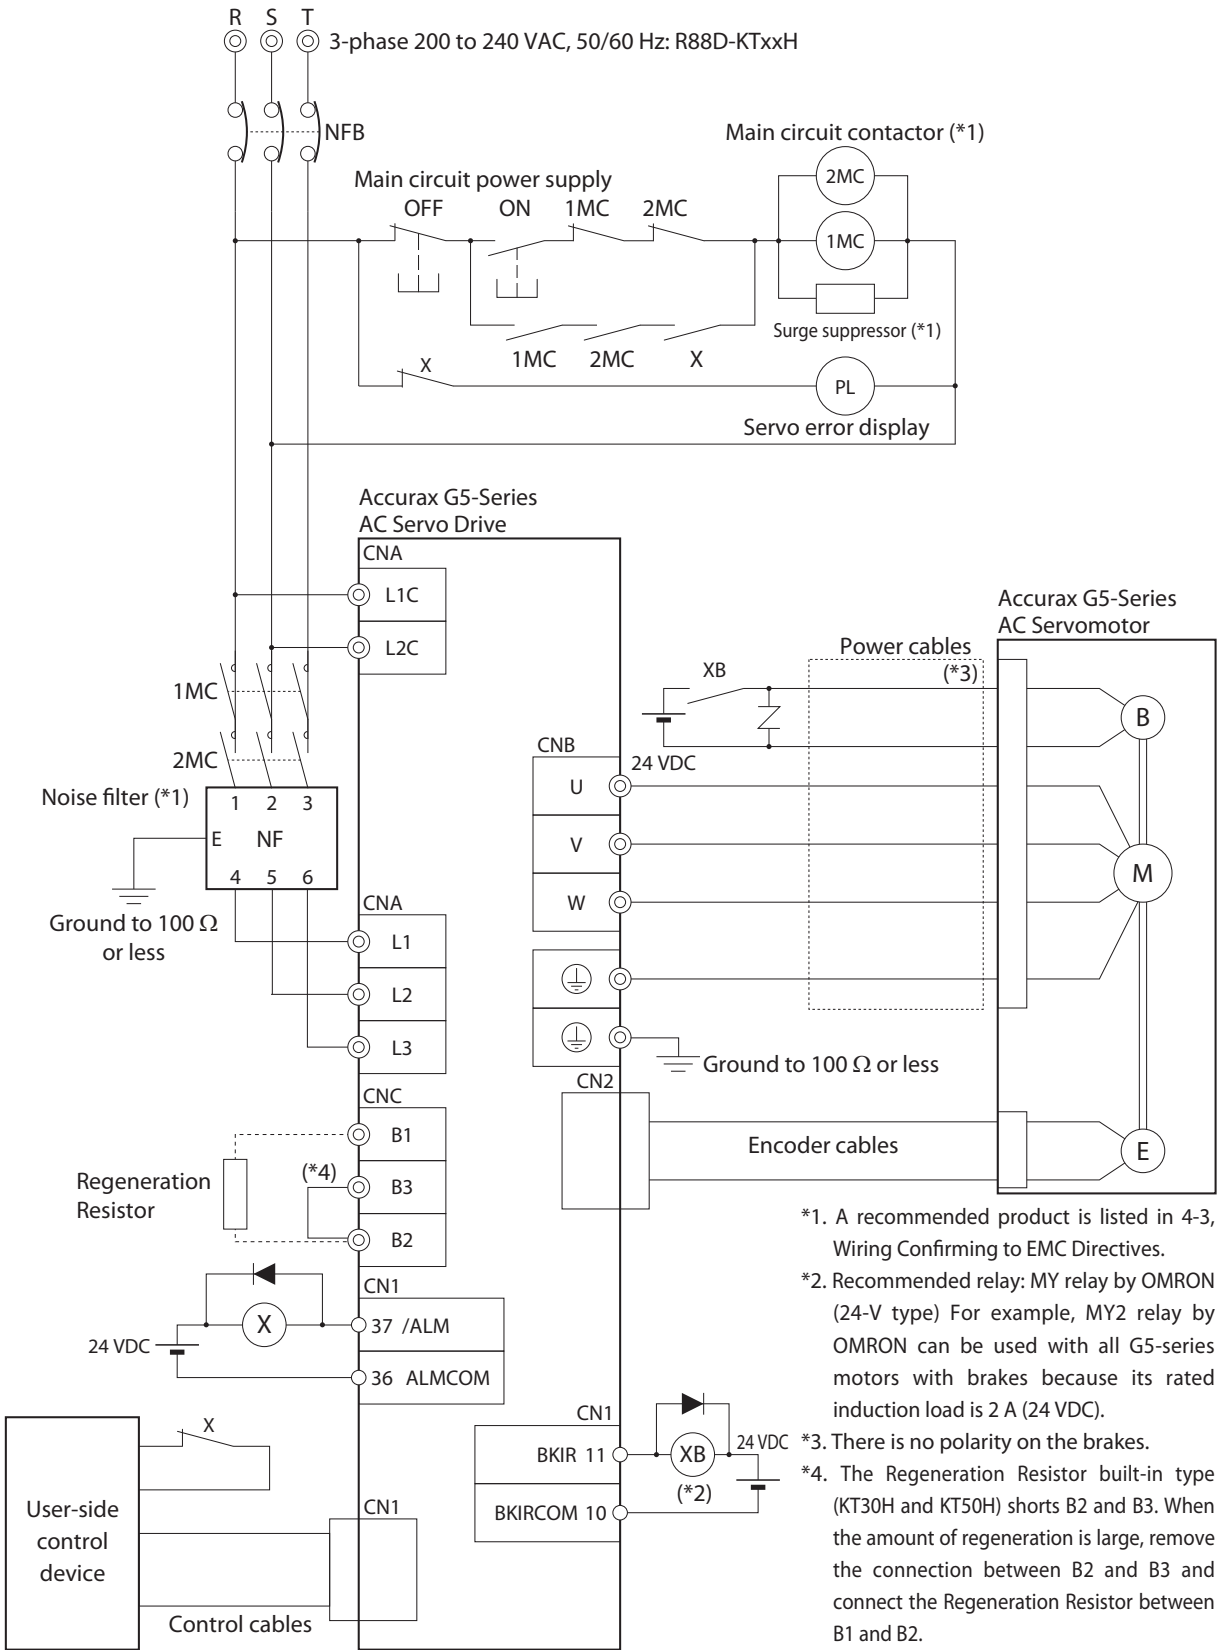 R S T
3-phase 200 to 240 VAC, 50/60 Hz: R88D-KTxxH
NFB
Main circuit contactor (*1)
2MC
Main circuit power supply
OFF ON 1MC 2MC
1MC
Surge suppressor (*1)
1MC 2MC X
X
PL
Servo error display
Accurax G5-Series
AC Servo Drive
CNA
L1C
L2C
Accurax G5-Series
AC Servomotor
Power cables
(*3)
XB
1MC
B
2MC
CNB
24 VDC
U
Noise filter (*1)
1 2 3
E NF
V
M
4 5 6
W
CNA
Ground to 100 Ω
or less
L1
L2
L3
Ground to 100 Ω or less
CN2
CNC
B1
Encoder cables
E
Regeneration
Resistor
(*4)
B3
B2
CN1
X
37 /ALM
24 VDC
36 ALMCOM
CN1
BKIR 11
XB
24 VDC
(*2)
BKIRCOM 10
X
User-side
control
device
CN1
Control cables
*1. A recommended product is listed in 4-3,
Wiring Confirming to EMC Directives.
*2. Recommended relay: MY relay by OMRON
(24-V type) For example, MY2 relay by
OMRON can be used with all G5-series
motors with brakes because its rated
induction load is 2 A (24 VDC).
*3. There is no polarity on the brakes.
*4. The Regeneration Resistor built-in type
(KT30H and KT50H) shorts B2 and B3. When
the amount of regeneration is large, remove
the connection between B2 and B3 and
connect the Regeneration Resistor between
B1 and B2.